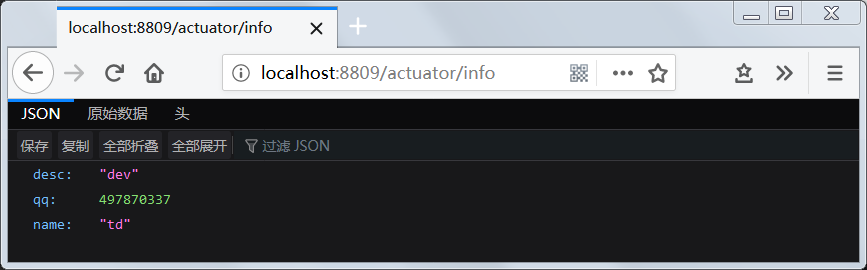 localhost:8809/actuator/info
localhost:8809/actuator/info
JSON 原始数据 头
保存 复制 全部折叠 全部展开 过滤 JSON
desc: "dev"
qq: 497870337
name: "td"